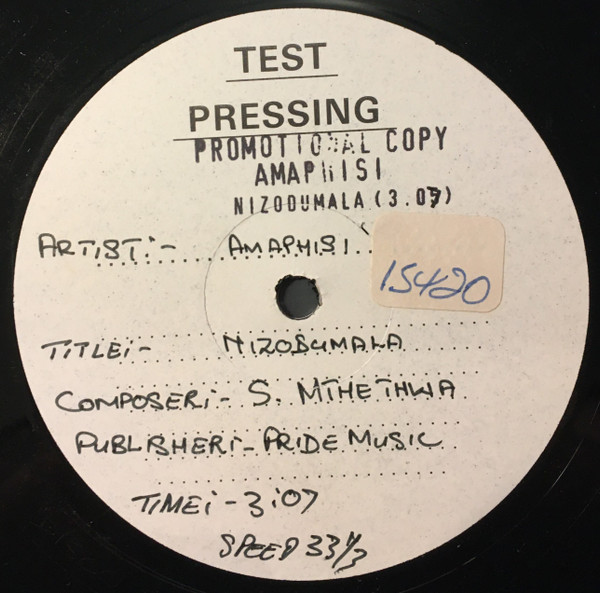 TEST
PRESSING
PROMOTIONAL COPY
AMAPHISI
NIZODUMALA (3.07)
ARTIST:- AMAPHISI
15420
TITLE:- NIZODUMALA
COMPOSER:- S. MTHETHWA
PUBLISHER:- PRIDE MUSIC
TIME:- 3:07
SPEED 33 1/3